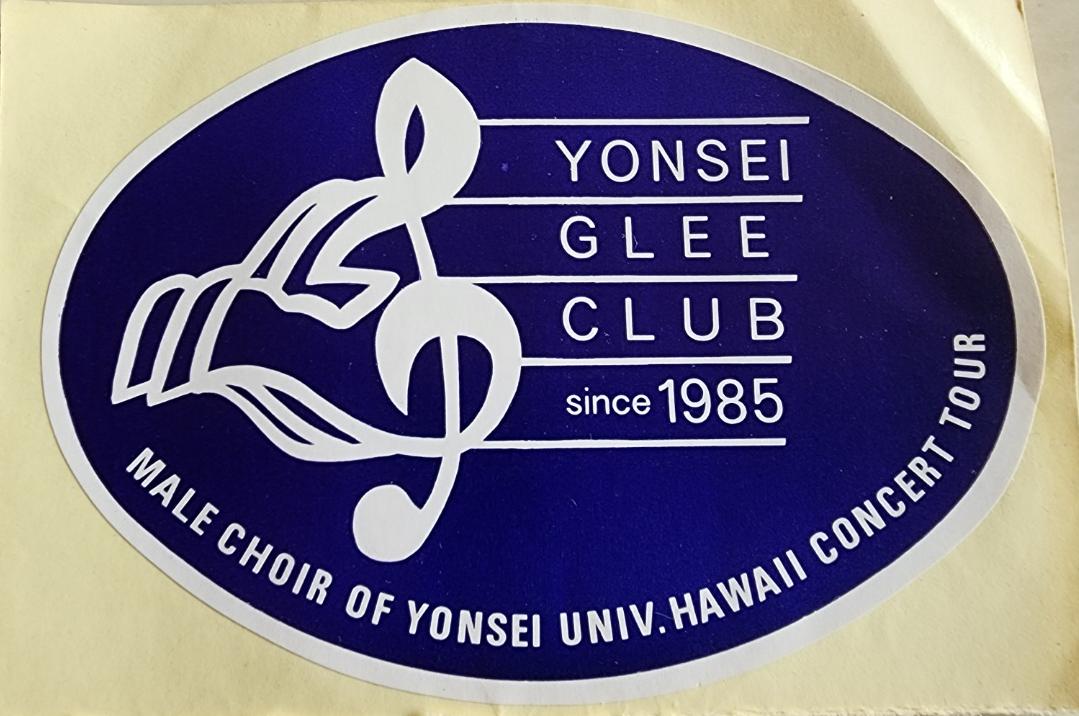 YONSEI
GLEE
CLUB
since 1985
MALE CHOIR OF YONSEI UNIV. HAWAII CONCERT TOUR